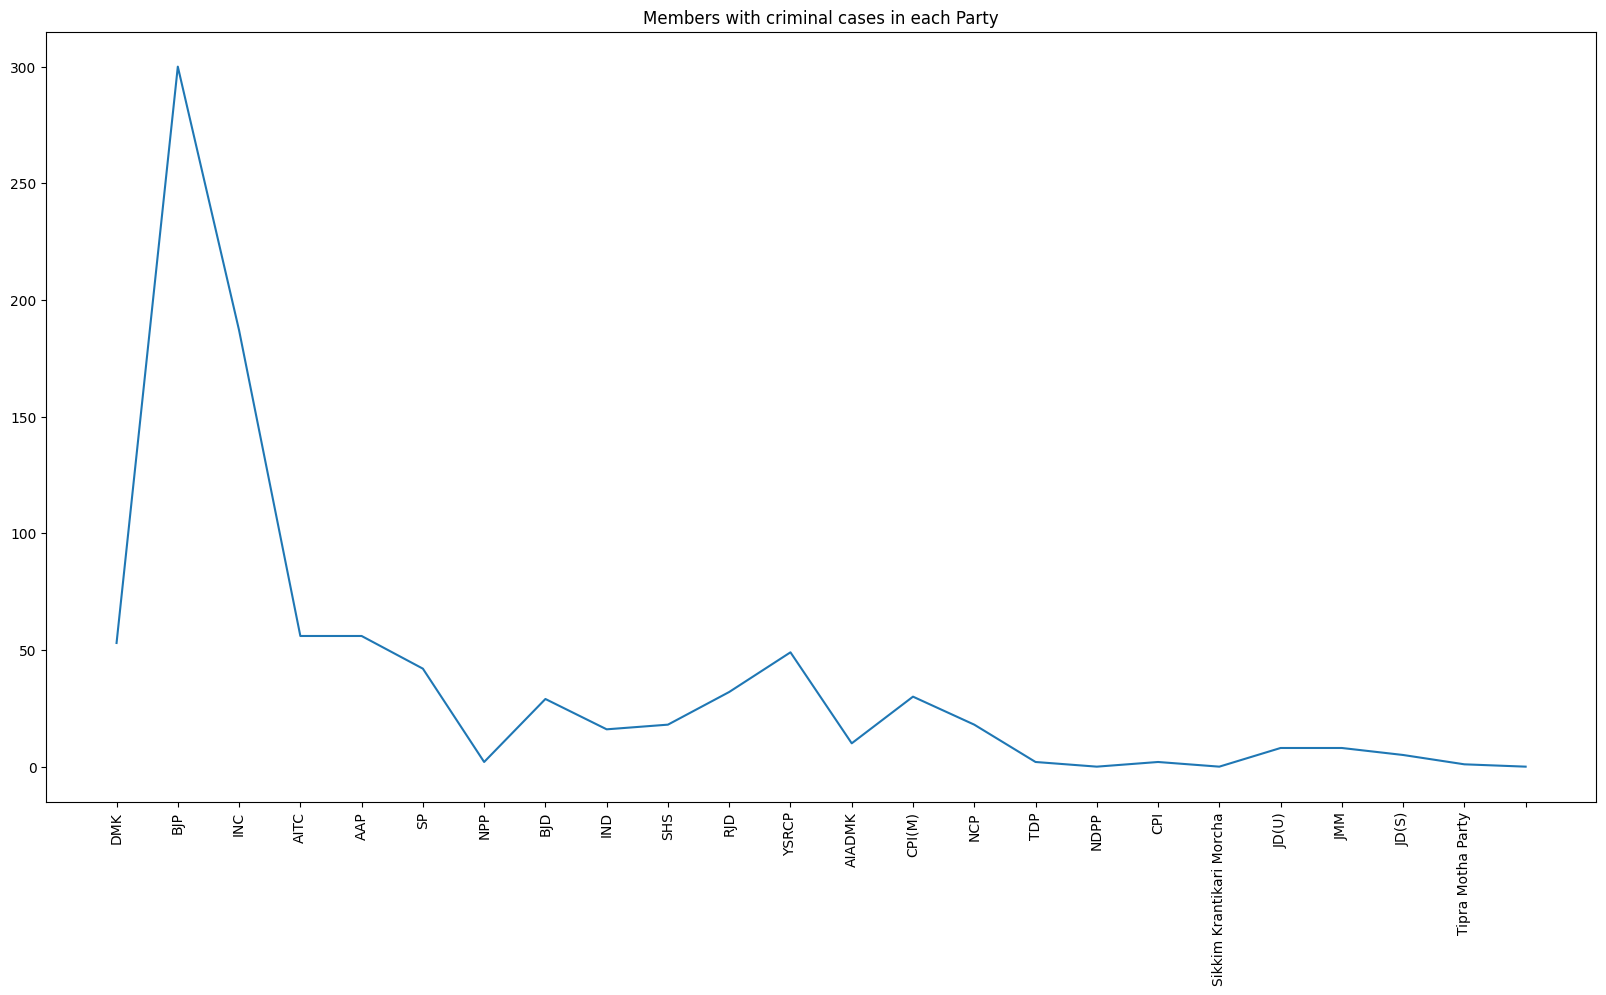 Members with criminal cases in each Party
300
250
200
150
100
50
0
DMK
BJP
INC
AITC
AAP
SP
NPP
BJD
IND
SHS
RJD
YSRCP
AIADMK
CPI(M)
NCP
TDP
NDPP
CPI
Sikkim Krantikari Morcha
JD(U)
JMM
JD(S)
Tipra Motha Party